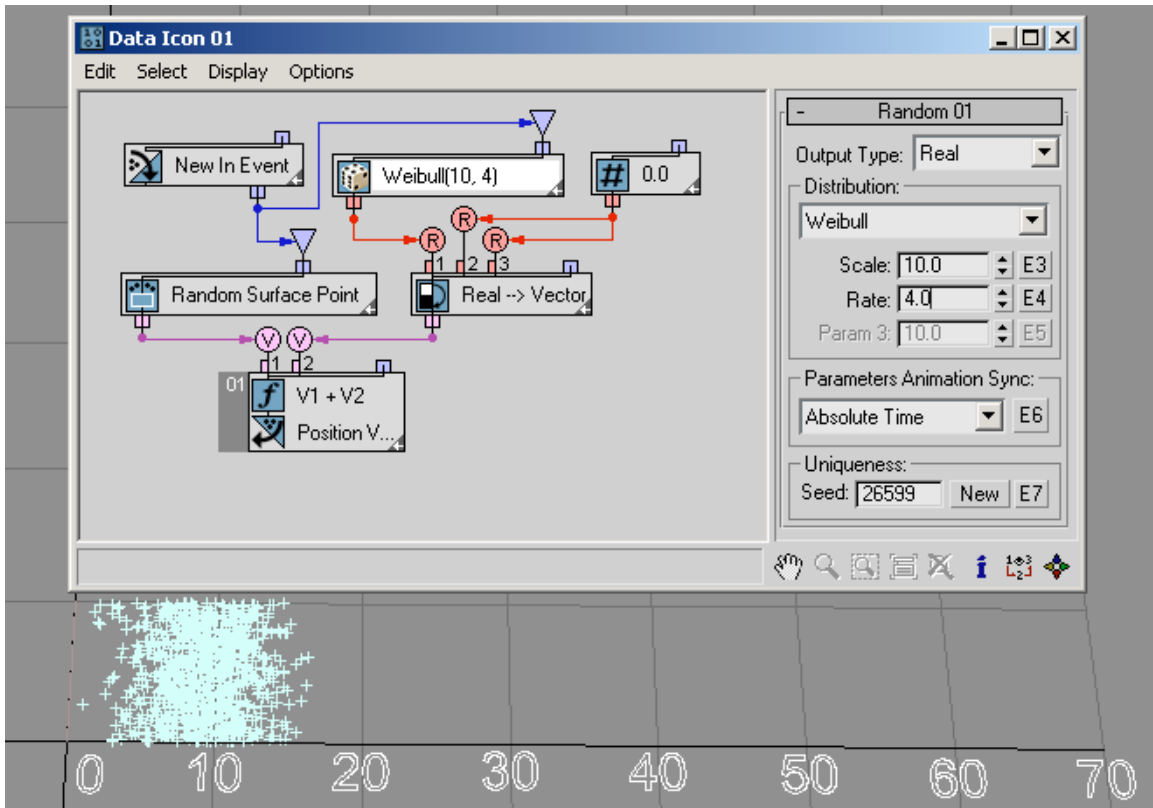 Data Icon 01
Edit Select Display Options
New In Event
Weibull(10, 4)
# 0.0
R
R R
1 2 3
Random Surface Point
Real --> Vector
V V
1 2
01
f V1 + V2
Position V...
- Random 01
Output Type: Real
Distribution:
Weibull
Scale: 10.0 E3
Rate: 4.0 E4
Param 3: 10.0 E5
Parameters Animation Sync:
Absolute Time E6
Uniqueness:
Seed: 26599 New E7
0 10 20 30 40 50 60 70